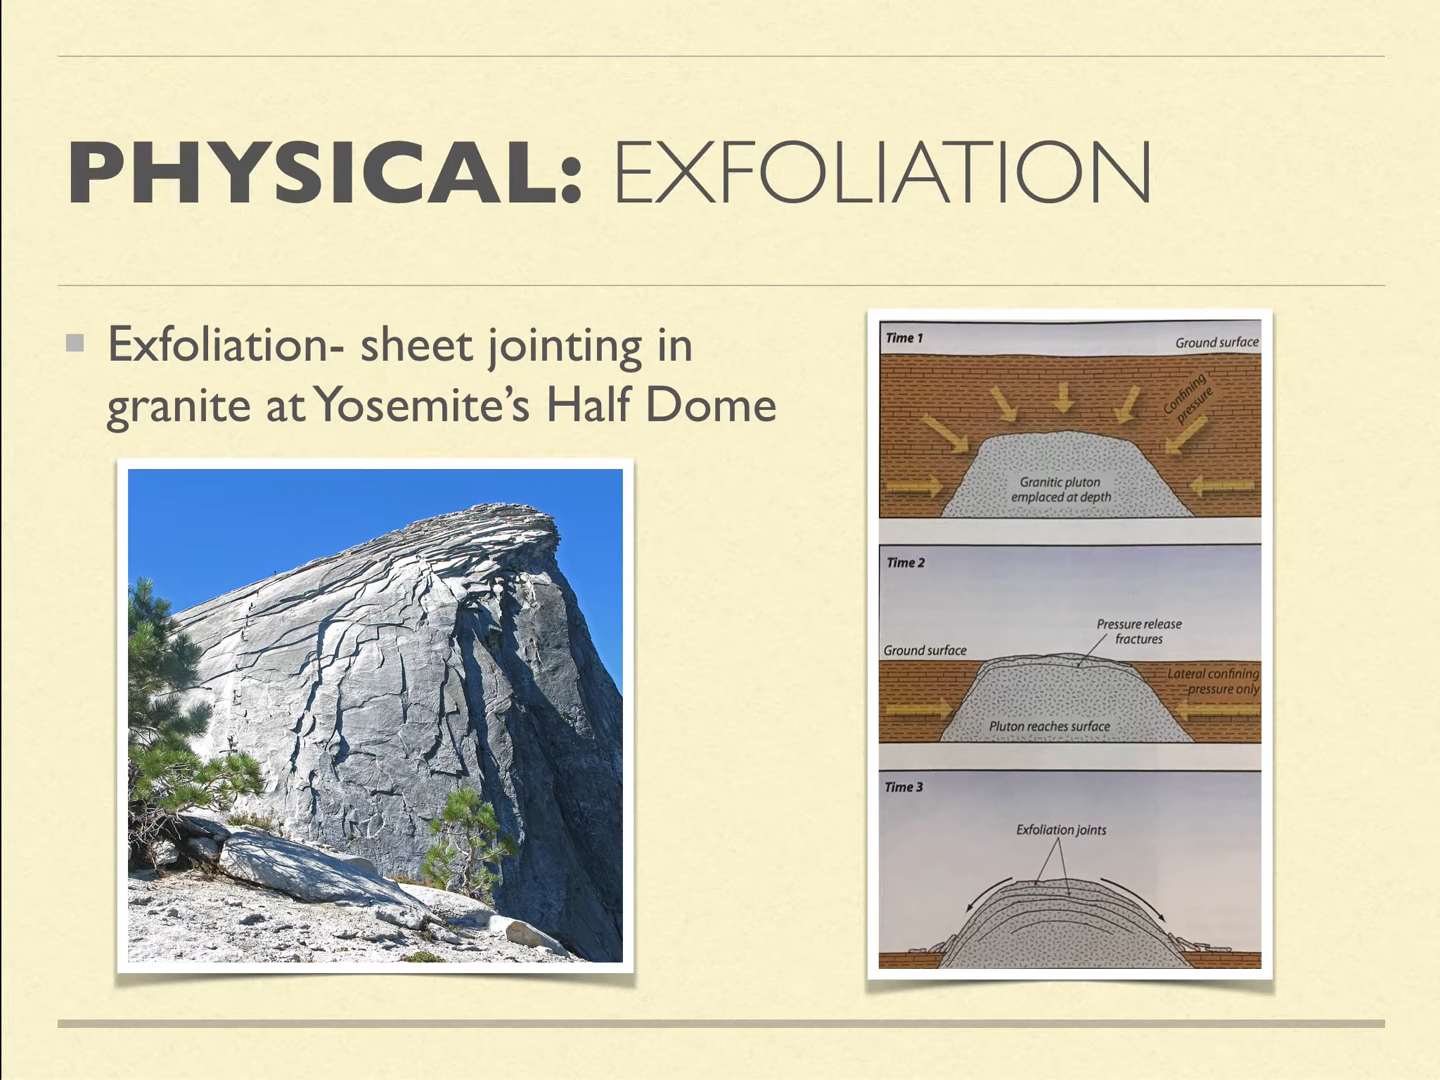 PHYSICAL: EXFOLIATION
Exfoliation- sheet jointing in
granite at Yosemite's Half Dome
Time 1
Ground surface
Confining
pressure
Granitic pluton
emplaced at depth
Time 2
Pressure release
fractures
Ground surface
Lateral confining
pressure only
Pluton reaches surface
Time 3
Exfoliation joints